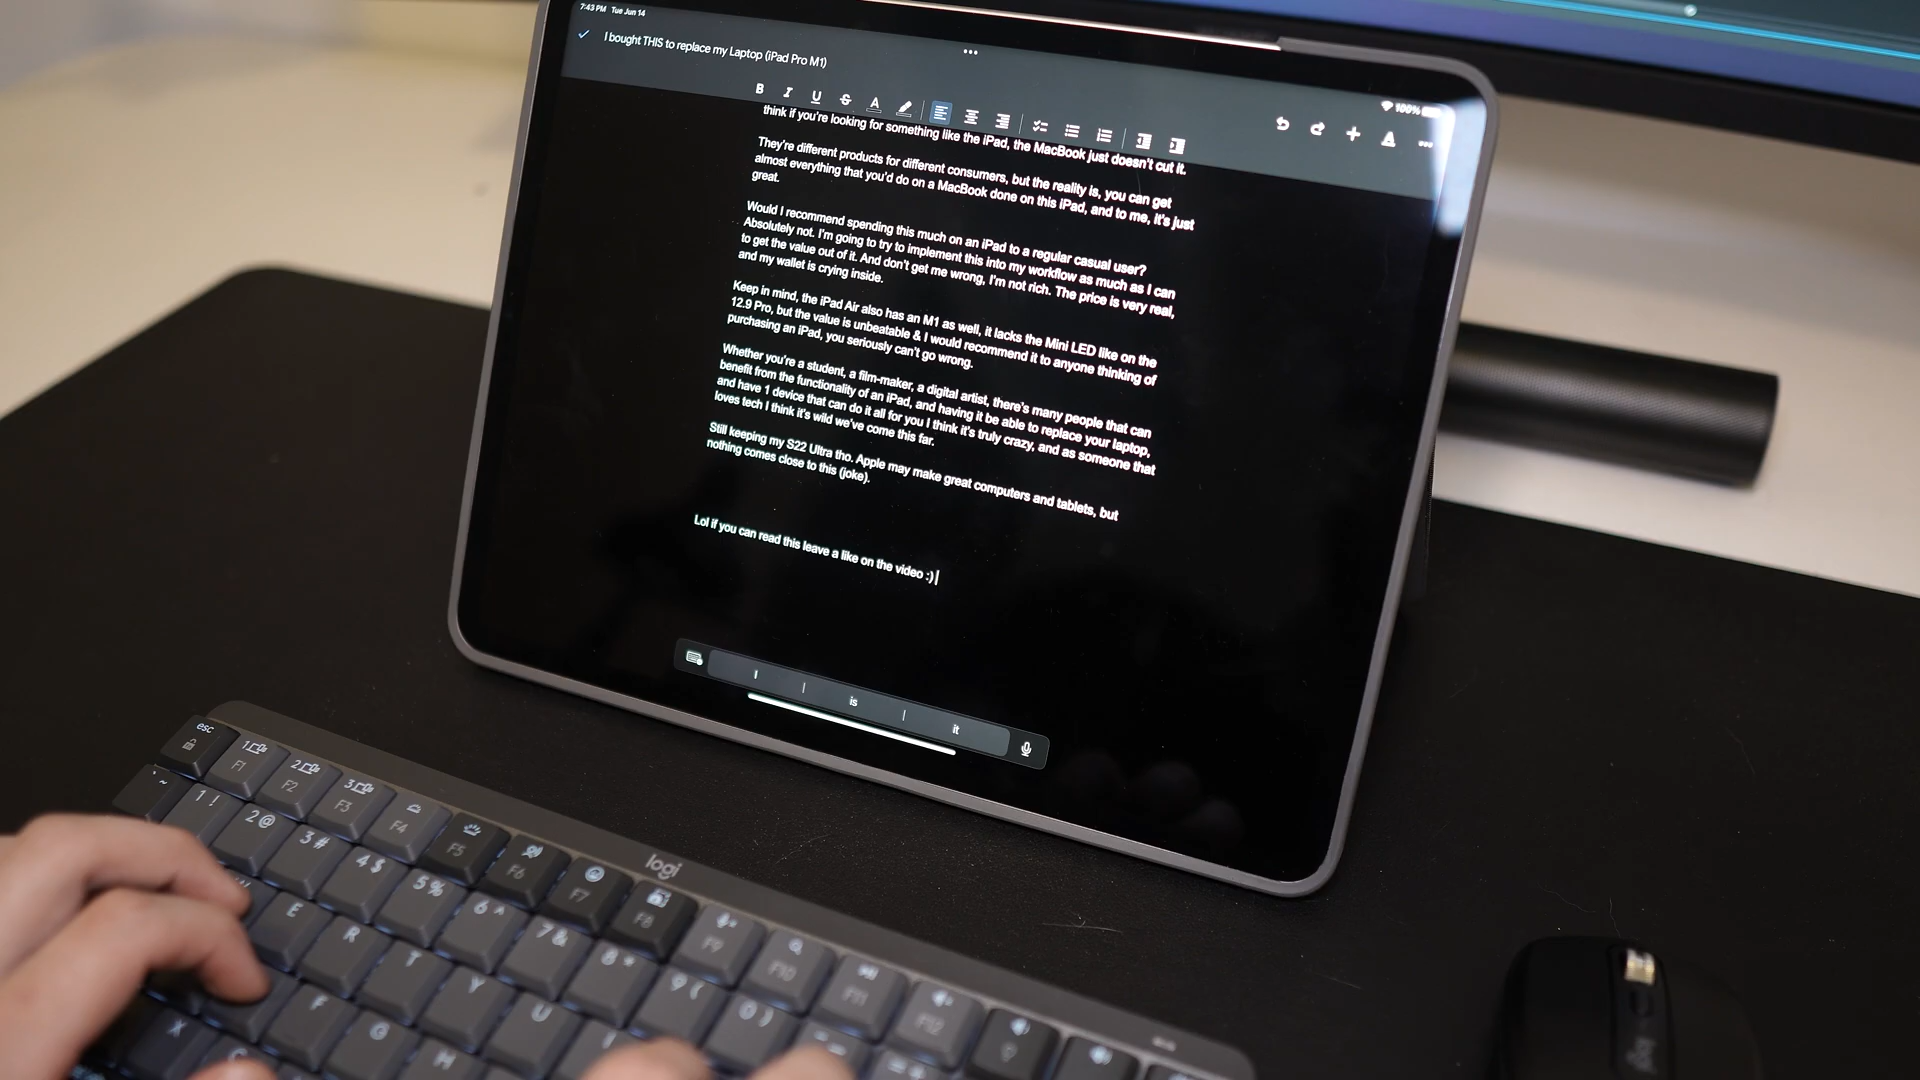 7:43 PM Tue Jun 14
100%
I bought THIS to replace my Laptop (iPad Pro M1)
B I U S A
think if you're looking for something like the iPad, the MacBook just doesn't cut it.
They're different products for different consumers, but the reality is, you can get
almost everything that you'd do on a MacBook done on this iPad, and to me, it's just
great.
Would I recommend spending this much on an iPad to a regular casual user?
Absolutely not. I'm going to try to implement this into my workflow as much as I can
to get the value out of it. And don't get me wrong, I'm not rich. The price is very real,
and my wallet is crying inside.
Keep in mind, the iPad Air also has an M1 as well, it lacks the Mini LED like on the
12.9 Pro, but the value is unbeatable & I would recommend it to anyone thinking of
purchasing an iPad, you seriously can't go wrong.
Whether you're a student, a film-maker, a digital artist, there's many people that can
benefit from the functionality of an iPad, and having it be able to replace your laptop,
and have 1 device that can do it all for you I think it's truly crazy, and as someone that
loves tech I think it's wild we've come this far.
Still keeping my S22 Ultra tho. Apple may make great computers and tablets, but
nothing comes close to this (joke).
Lol if you can read this leave a like on the video :)
I is it
logi
esc 1 2 3
F1 F2 F3 F4 F5 F6 F7 F8 F9 F10 F11 F12
` ~ 1 ! 2 @ 3 # 4 $ 5 % 6 ^ 7 & 8 * 9 ( 0 )
E R T Y U I
F G H
X C
logi